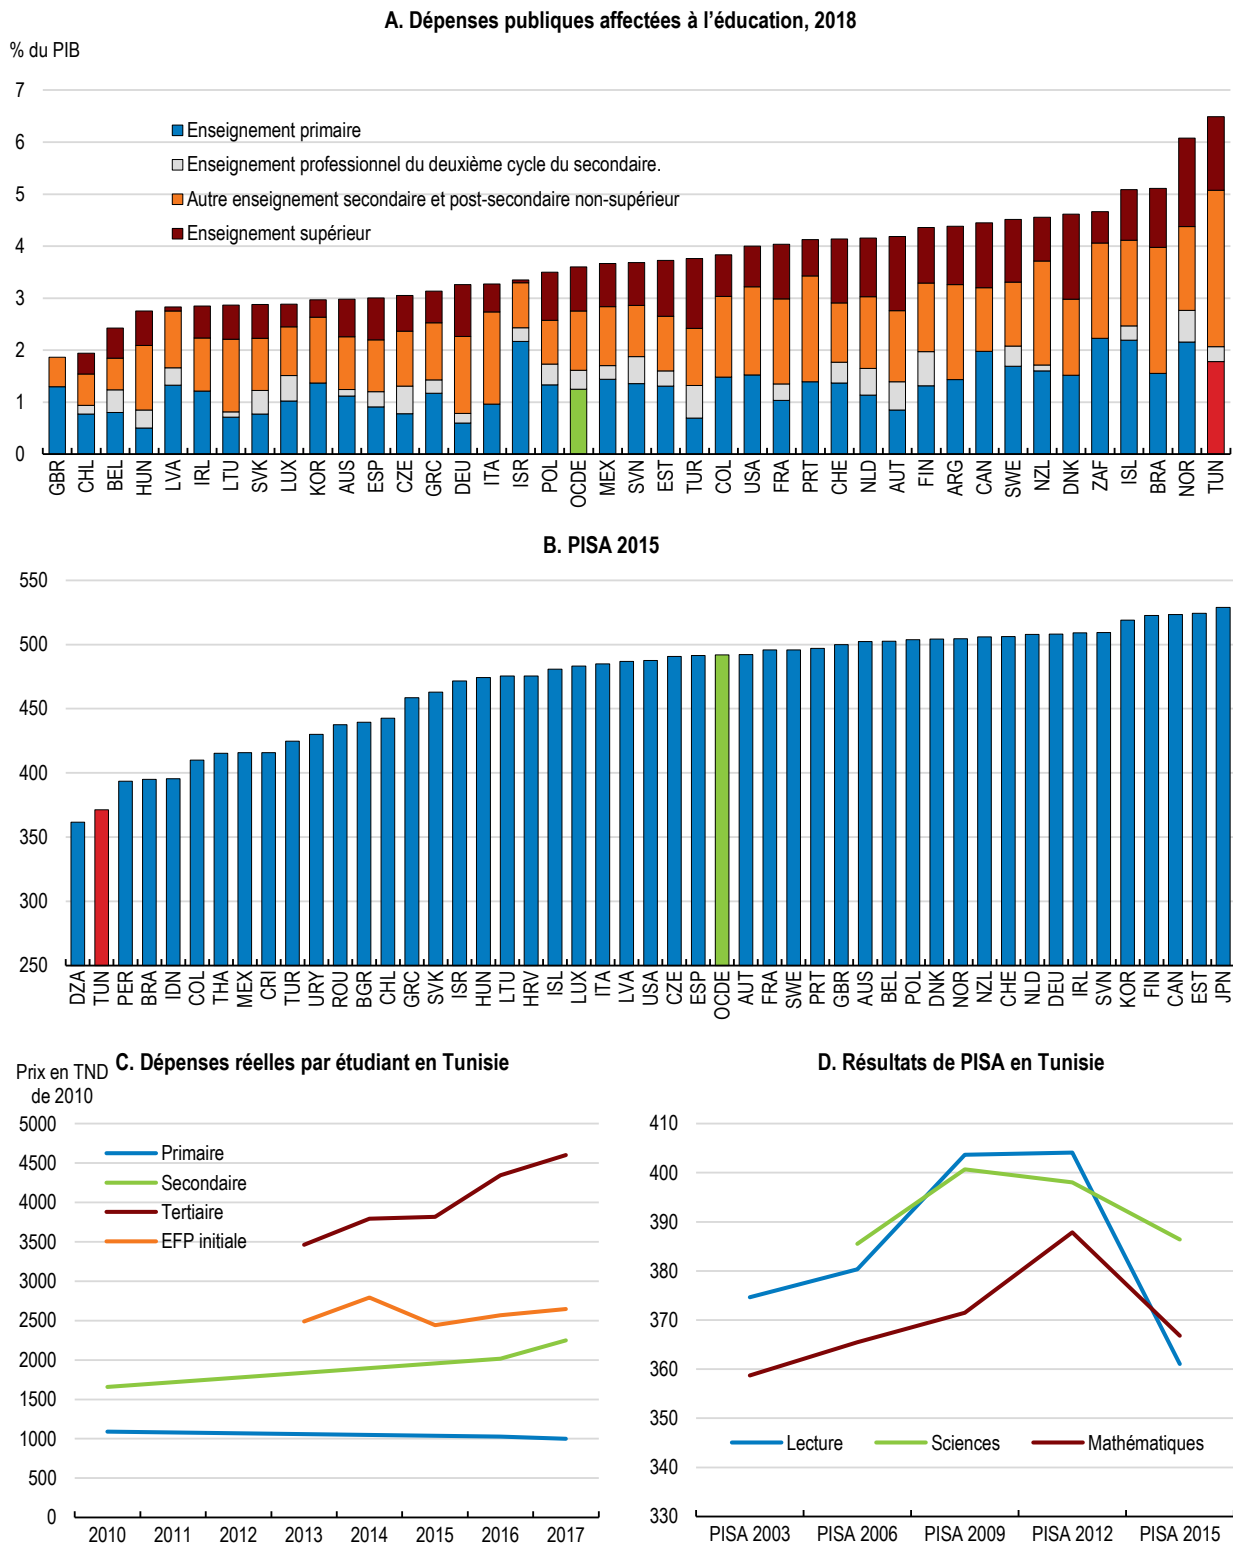 A. Dépenses publiques affectées à l'éducation, 2018
% du PIB
7
6
5
4
3
2
1
0
Enseignement primaire
Enseignement professionnel du deuxième cycle du secondaire.
Autre enseignement secondaire et post-secondaire non-supérieur
Enseignement supérieur
GBR CHL BEL HUN LVA IRL LTU SVK LUX KOR AUS ESP CZE GRC DEU ITA ISR POL OCDE MEX SVN EST TUR COL USA FRA PRT CHE NLD AUT FIN ARG CAN SWE NZL DNK ZAF ISL BRA NOR TUN
B. PISA 2015
550
500
450
400
350
300
250
DZA TUN PER BRA IDN COL THA MEX CRI TUR URY ROU BGR CHL GRC SVK ISR HUN LTU HRV ISL LUX ITA LVA USA CZE ESP OCDE AUT FRA SWE PRT GBR AUS BEL POL DNK NOR NZL CHE NLD DEU IRL SVN KOR FIN CAN EST JPN
C. Dépenses réelles par étudiant en Tunisie
Prix en TND
de 2010
5000
4500
4000
3500
3000
2500
2000
1500
1000
500
0
Primaire
Secondaire
Tertiaire
EFP initiale
2010 2011 2012 2013 2014 2015 2016 2017
D. Résultats de PISA en Tunisie
410
400
390
380
370
360
350
340
330
Lecture Sciences Mathématiques
PISA 2003 PISA 2006 PISA 2009 PISA 2012 PISA 2015